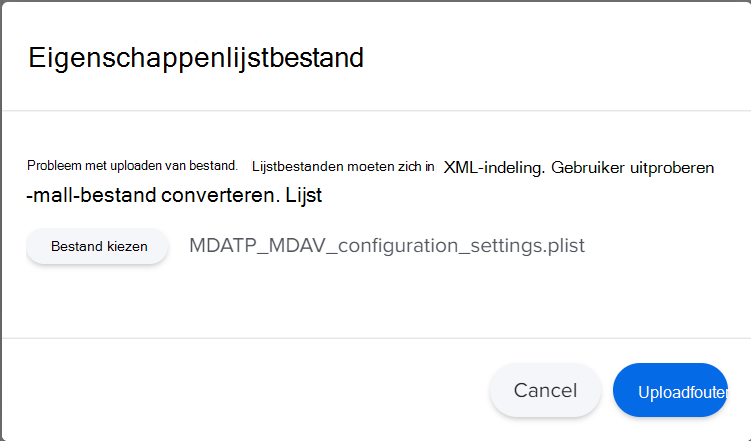 Eigenschappenlijstbestand
Probleem met uploaden van bestand. Lijstbestanden moeten zich in XML-indeling. Gebruiker uitproberen
-mall-bestand converteren. Lijst
Bestand kiezen MDATP_MDAV_configuration_settings.plist
Cancel Uploadfouten